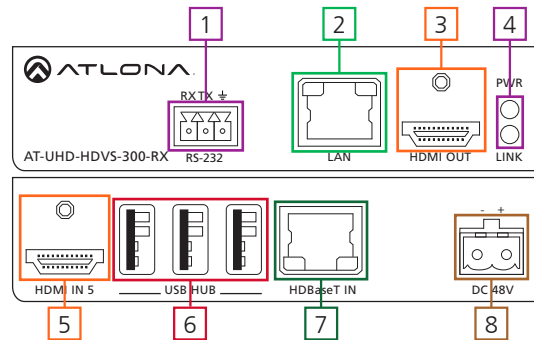 1 2 3 4
ATLONA.
RX TX
PWR
AT-UHD-HDVS-300-RX RS-232 LAN HDMI OUT LINK
- +
HDMI IN 5 USB HUB HDBaseT IN DC 48V
5 6 7 8